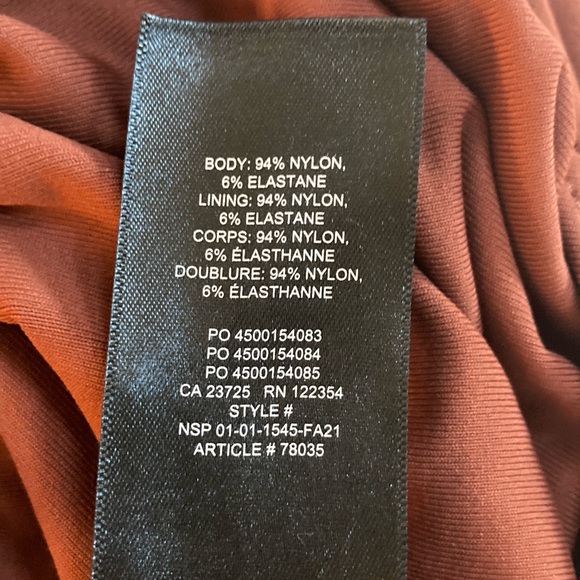 BODY: 94% NYLON,
6% ELASTANE
LINING: 94% NYLON,
6% ELASTANE
CORPS: 94% NYLON,
6% ÉLASTHANNE
DOUBLURE: 94% NYLON,
6% ÉLASTHANNE
PO 4500154083
PO 4500154084
PO 4500154085
CA 23725 RN 122354
STYLE #
NSP 01-01-1545-FA21
ARTICLE # 78035